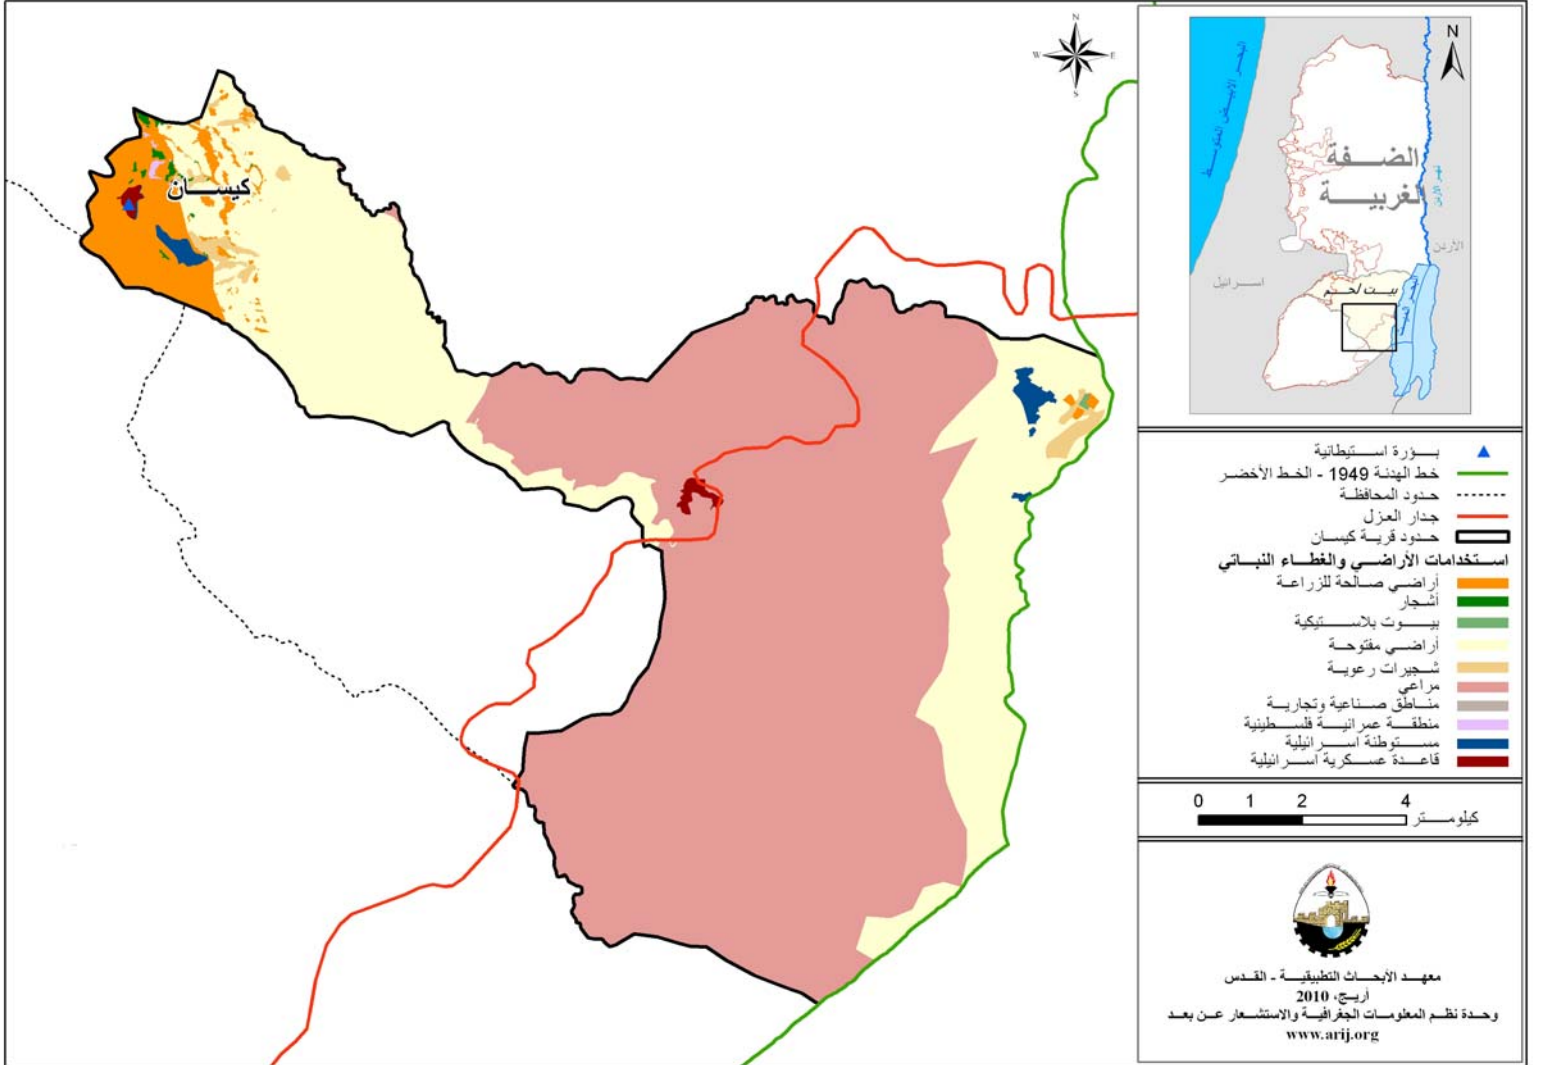 N
W
E
S
كيسان
N
البحر الابيض المتوسط
الضفة
الغربية
نهر الأردن
الأردن
اسرائيل
بيت لحم
البحر الميت
بؤرة استيطانية
خط الهدنة 1949 - الخط الأخضر
حدود المحافظة
جدار العزل
حدود قرية كيسان
استخدامات الأراضي والغطاء النباتي
أراضي صالحة للزراعة
أشجار
بيوت بلاستيكية
أراضي مفتوحة
شجيرات رعوية
مراعي
مناطق صناعية وتجارية
منطقة عمرانية فلسطينية
مستوطنة اسرائيلية
قاعدة عسكرية اسرائيلية
0 1 2 4
كيلومتر
معهد الأبحاث التطبيقية - القدس
أريج، 2010
وحدة نظم المعلومات الجغرافية والاستشعار عن بعد
www.arij.org